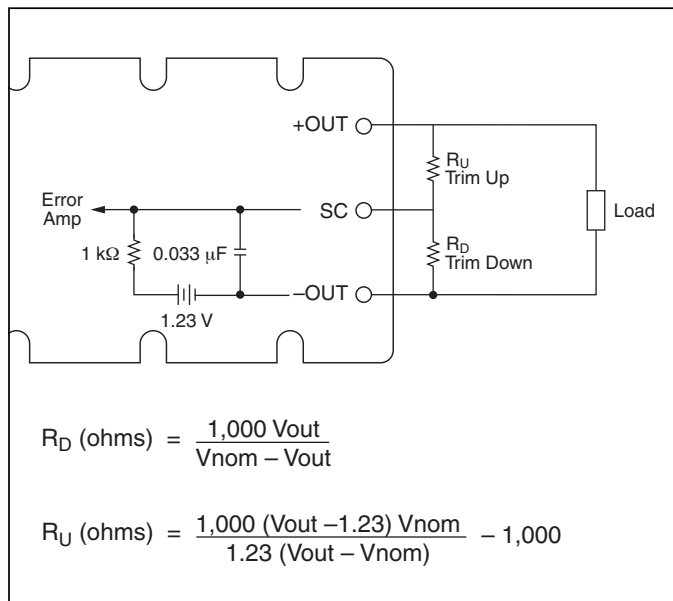 +OUT
R_U
Trim Up
Error
Amp
SC
Load
1 kΩ
0.033 μF
R_D
Trim Down
–OUT
1.23 V
R_D (ohms) = 1,000 Vout / Vnom – Vout
R_U (ohms) = 1,000 (Vout –1.23) Vnom / 1.23 (Vout – Vnom) – 1,000